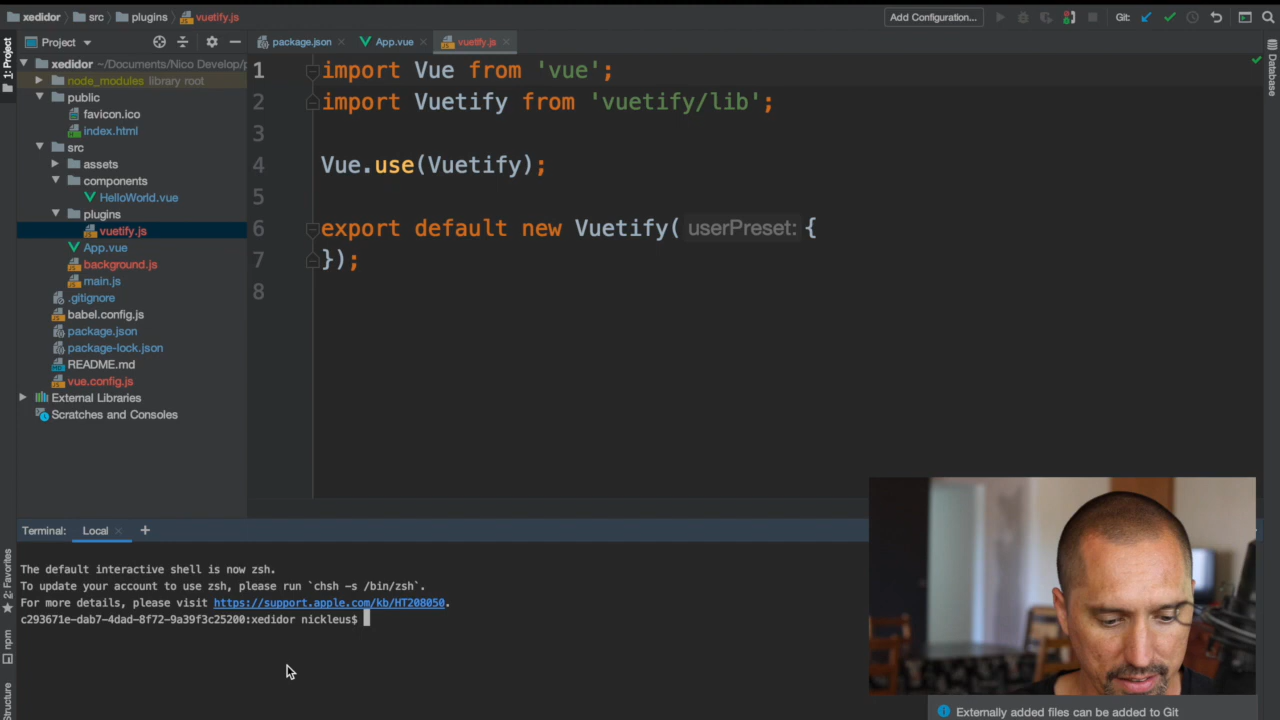 xedidor
src
plugins
vuetify.js
Add Configuration...
Git:
Project
package.json
App.vue
vuetify.js
1: Project
xedidor ~/Documents/Nico Develop/p
node_modules library root
public
favicon.ico
index.html
src
assets
components
HelloWorld.vue
plugins
vuetify.js
App.vue
background.js
main.js
.gitignore
babel.config.js
package.json
package-lock.json
README.md
vue.config.js
External Libraries
Scratches and Consoles
1 import Vue from 'vue';
2 import Vuetify from 'vuetify/lib';
3
4 Vue.use(Vuetify);
5
6 export default new Vuetify( userPreset: {
7 });
8
Database
Terminal: Local +
The default interactive shell is now zsh.
To update your account to use zsh, please run `chsh -s /bin/zsh`.
For more details, please visit https://support.apple.com/kb/HT208050.
c293671e-dab7-4dad-8f72-9a39f3c25200:xedidor nickleus$
2: Favorites
npm
Structure
Externally added files can be added to Git